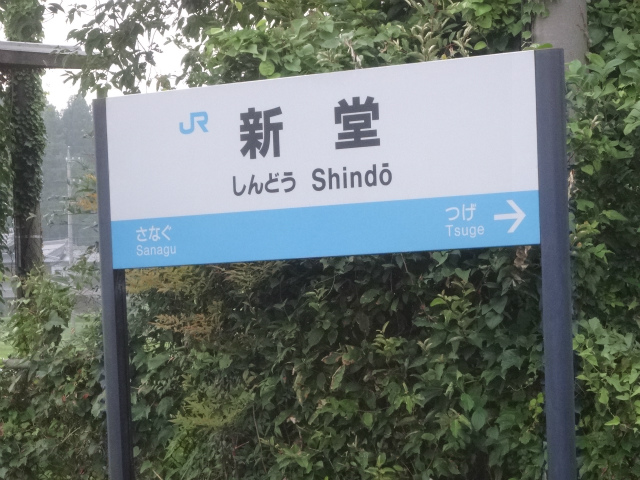 JR 新堂
しんどう Shindō
さなぐ つげ →
Sanagu Tsuge